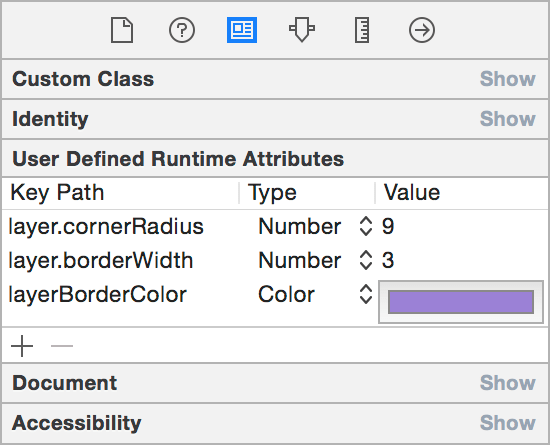 Custom Class Show
Identity Show
User Defined Runtime Attributes
Key Path Type Value
layer.cornerRadius Number 9
layer.borderWidth Number 3
layerBorderColor Color
Document Show
Accessibility Show